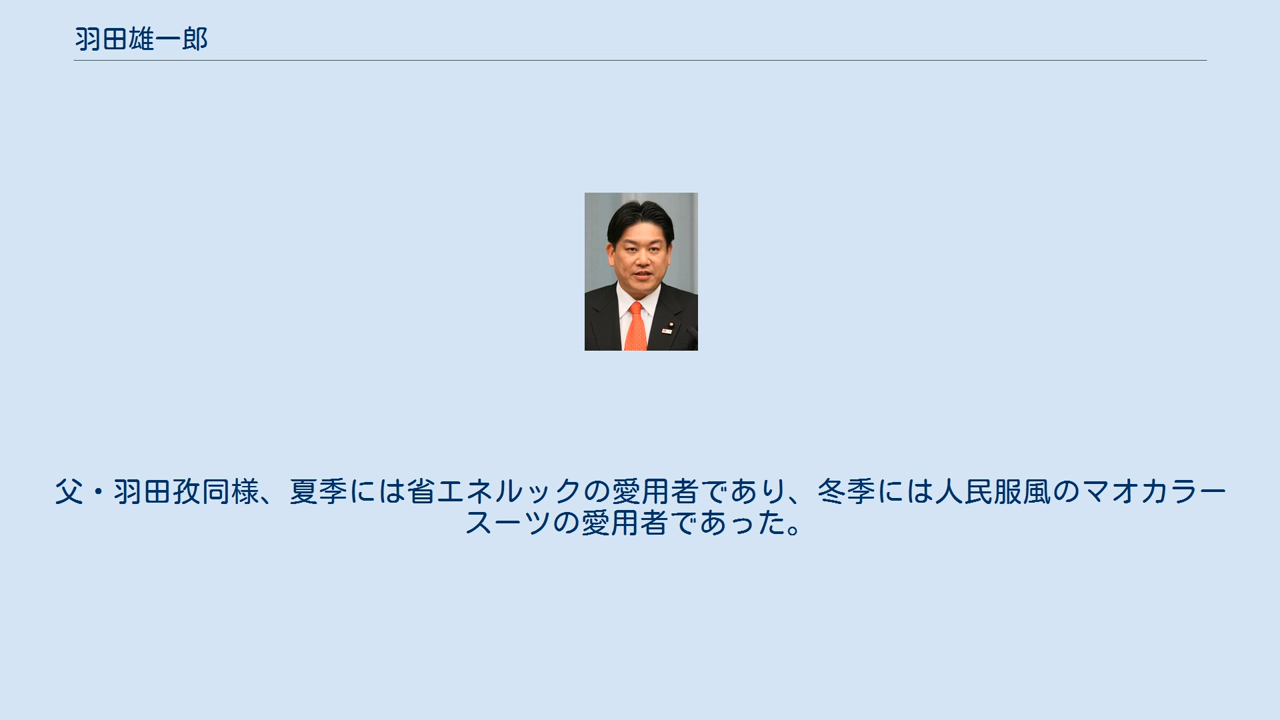 羽田雄一郎
父・羽田孜同様、夏季には省エネルックの愛用者であり、冬季には人民服風のマオカラー
スーツの愛用者であった。